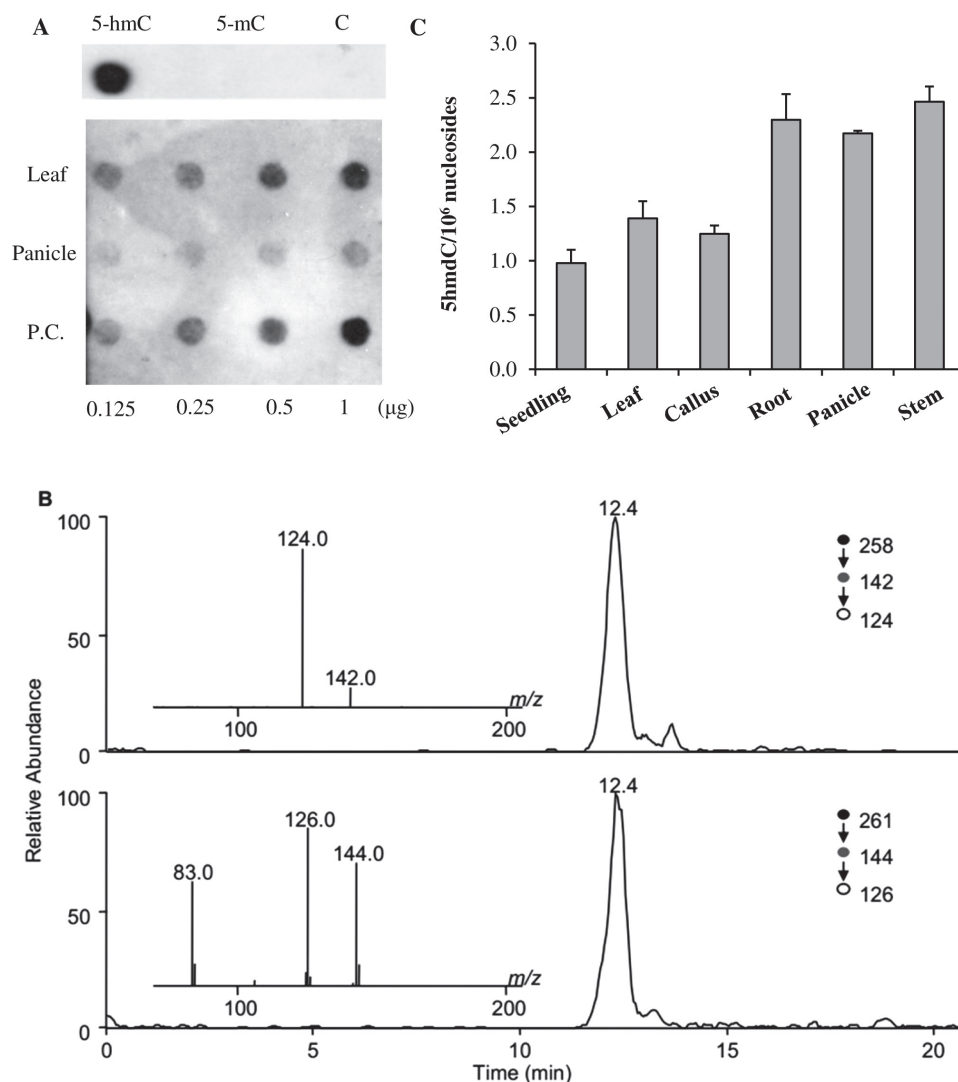 A
5-hmC 5-mC C
Leaf
Panicle
P.C.
0.125 0.25 0.5 1 (µg)
C
5hmdC/10⁶ nucleosides
3.0
2.5
2.0
1.5
1.0
0.5
0.0
Seedling Leaf Callus Root Panicle Stem
B
Relative Abundance
100
50
0
124.0
142.0
100 200
m/z
12.4
258
142
124
100
50
0
83.0
126.0
144.0
100 200
m/z
12.4
261
144
126
0 5 10 15 20
Time (min)